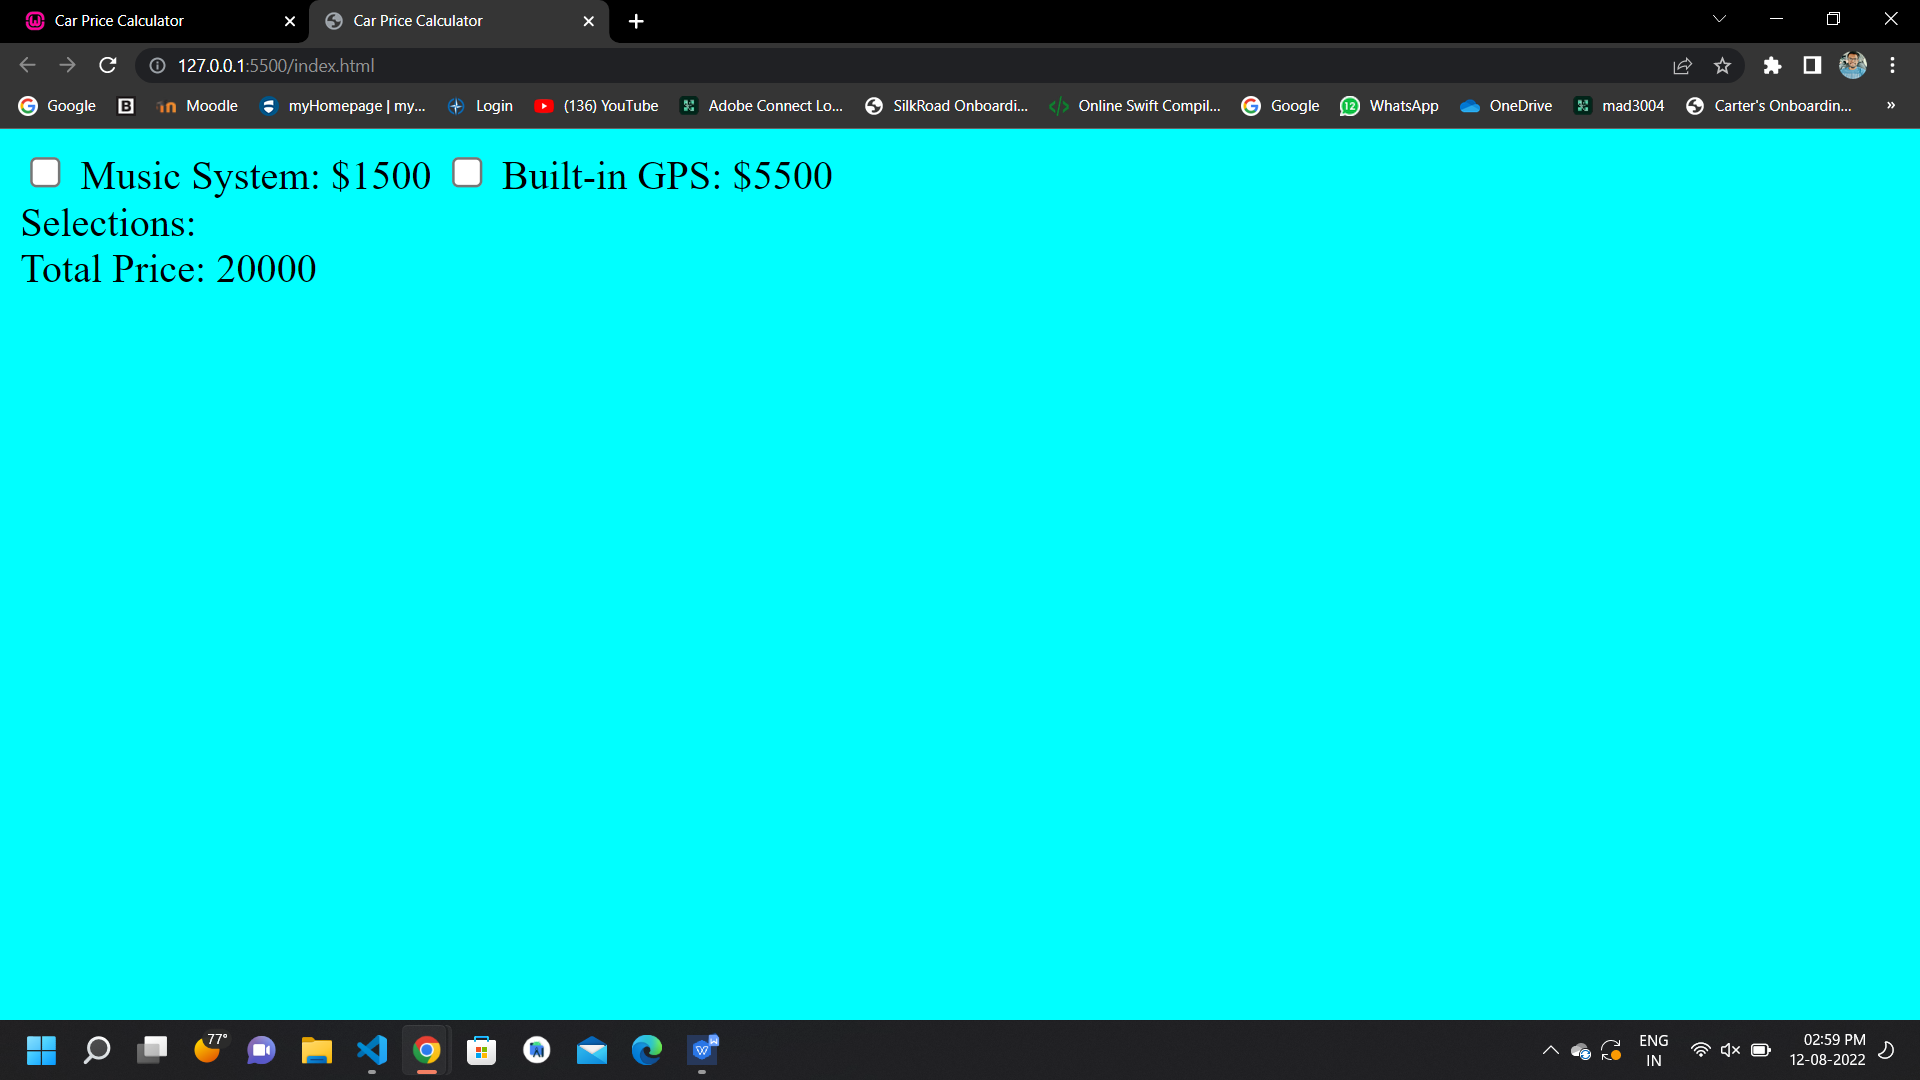 Car Price Calculator
Car Price Calculator
127.0.0.1:5500/index.html
Google Moodle myHomepage | my... Login (136) YouTube Adobe Connect Lo... SilkRoad Onboardi... Online Swift Compil... Google 12 WhatsApp OneDrive mad3004 Carter's Onboardin... »
Music System: $1500 Built-in GPS: $5500
Selections:
Total Price: 20000
77°
ENG
IN
02:59 PM
12-08-2022